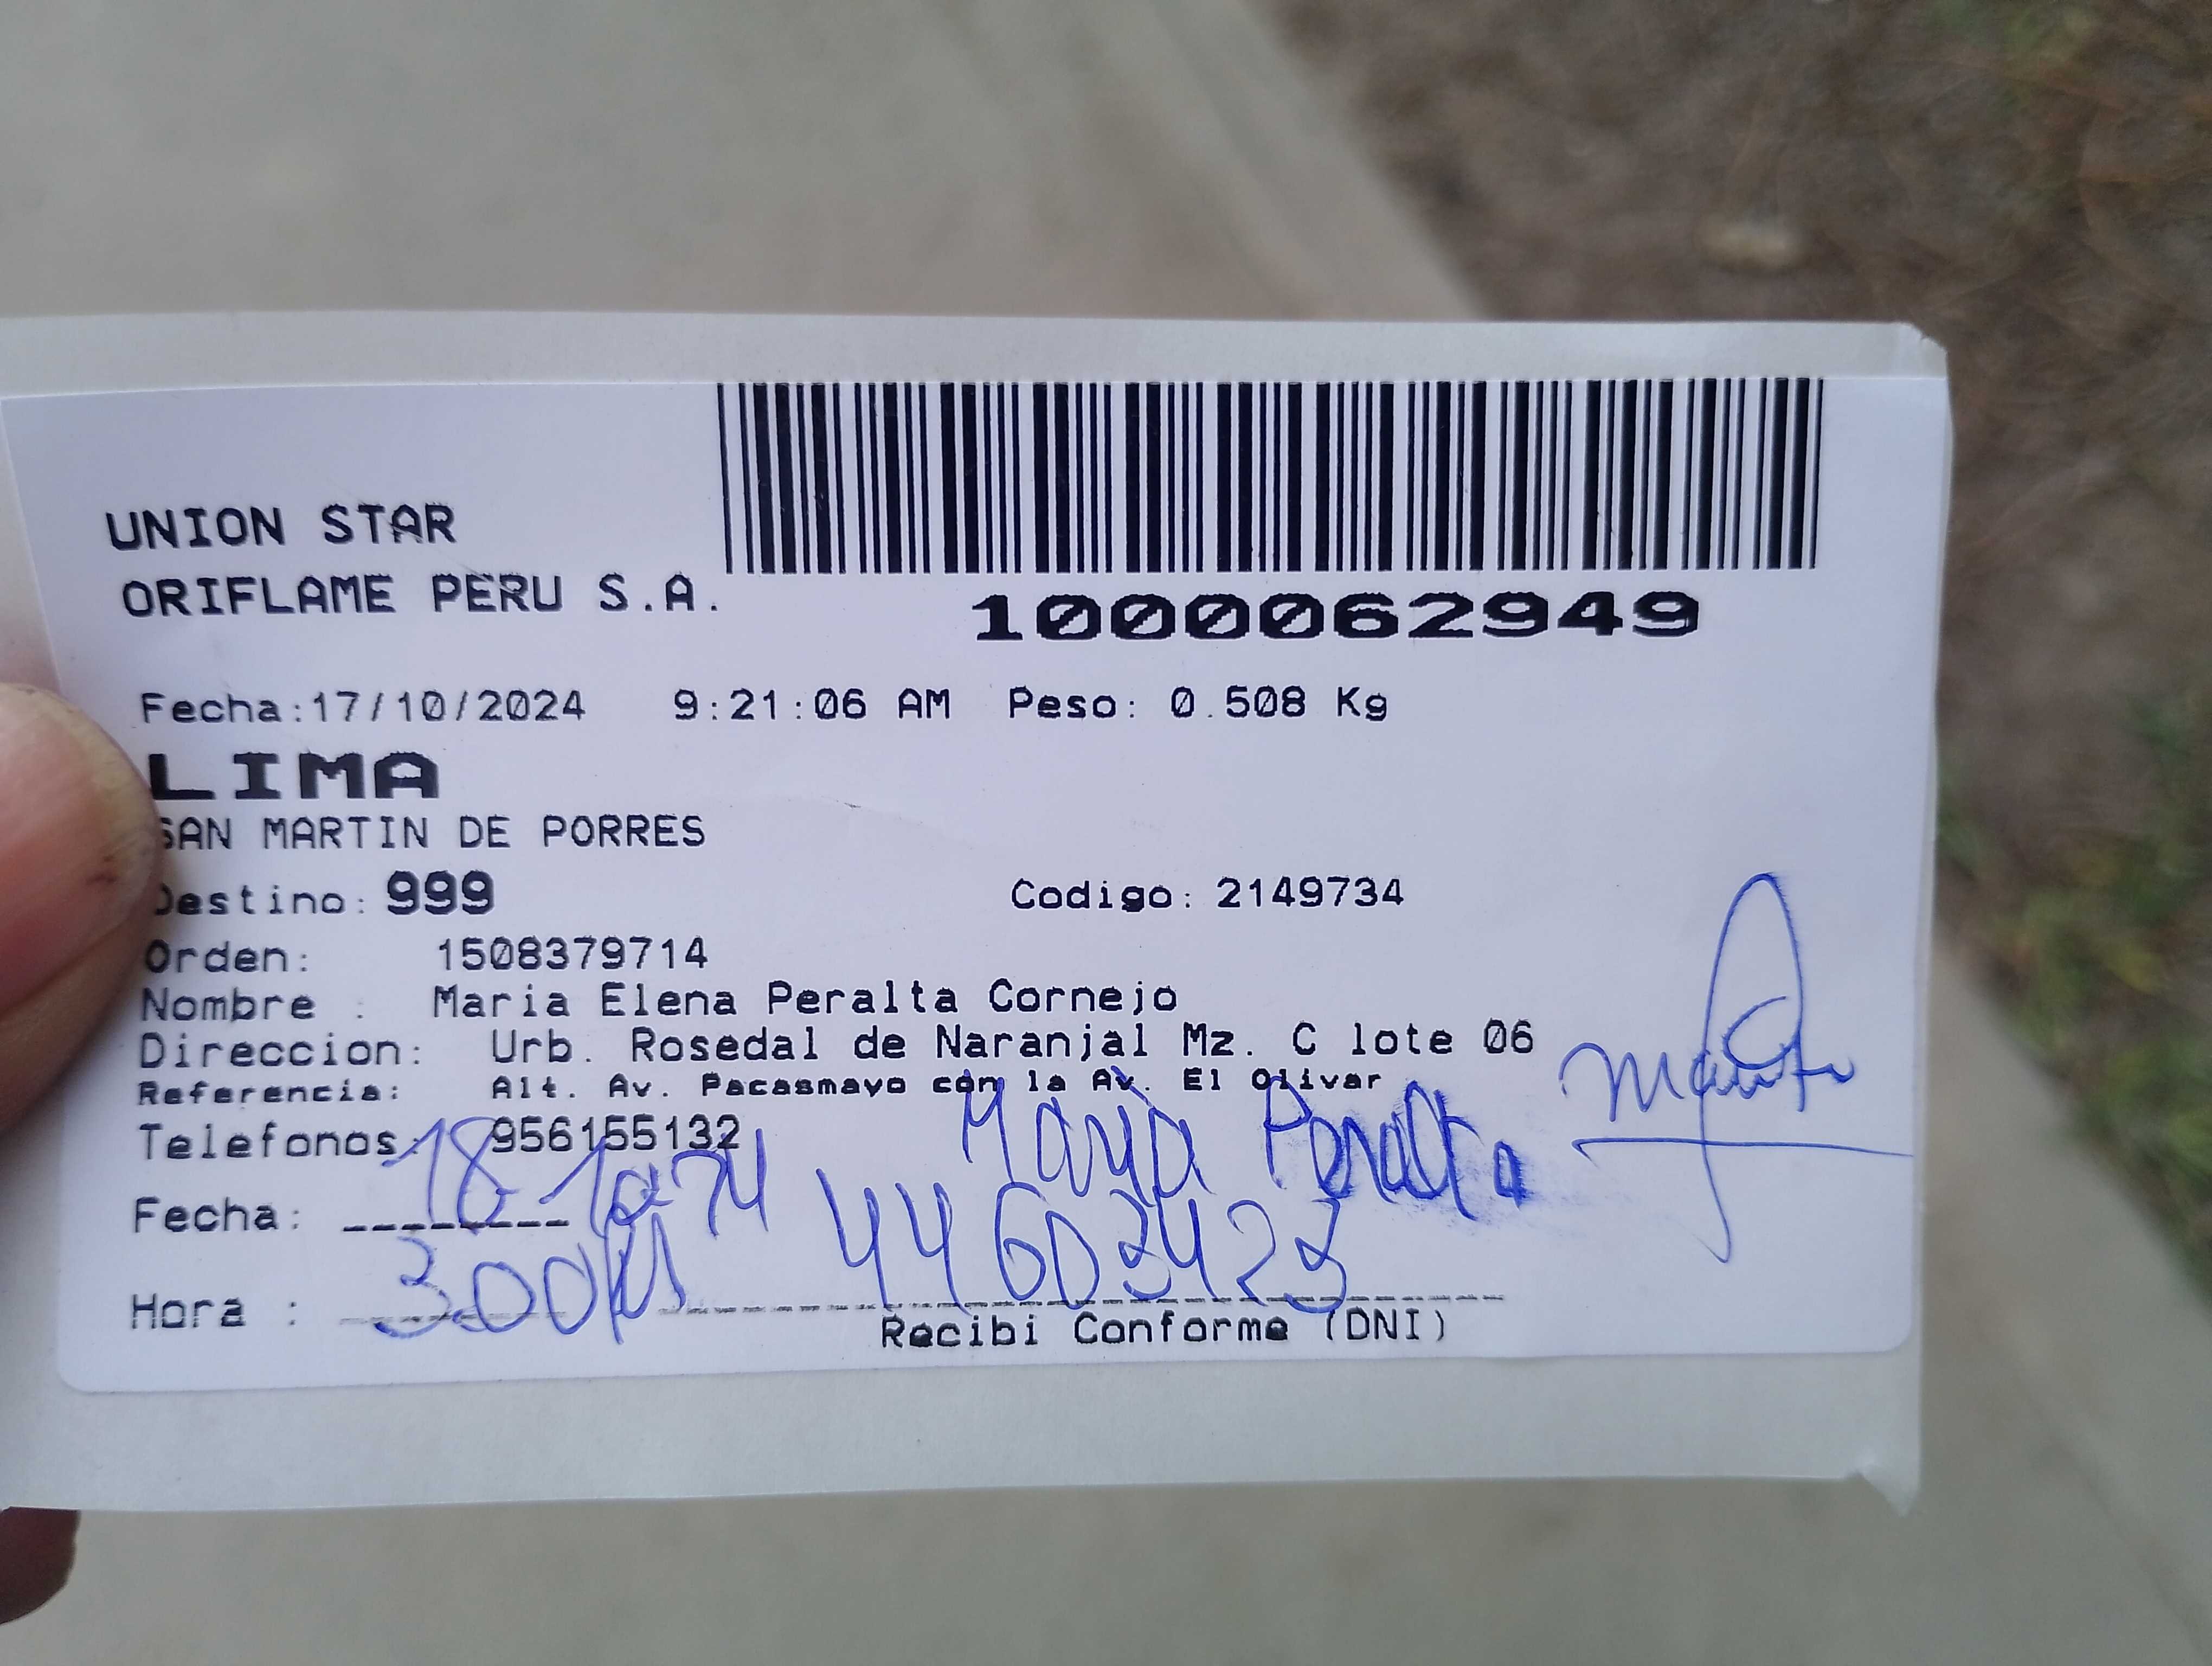 UNION STAR
ORIFLAME PERU S.A.
1000062949
Fecha:17/10/2024 9:21:06 AM Peso: 0.508 Kg
LIMA
SAN MARTIN DE PORRES
Destino: 999 Codigo: 2149734
Orden: 1508379714
Nombre : Maria Elena Peralta Cornejo
Direccion: Urb. Rosedal de Naranjal Mz. C lote 06
Referencia: Alt. Av. Pacasmayo con la Av. El Olivar
Telefonos: 956155132
Maria Peralta
Fecha: 18-10-24
44603423
Hora : 3.00PM
Recibi Conforme (DNI)